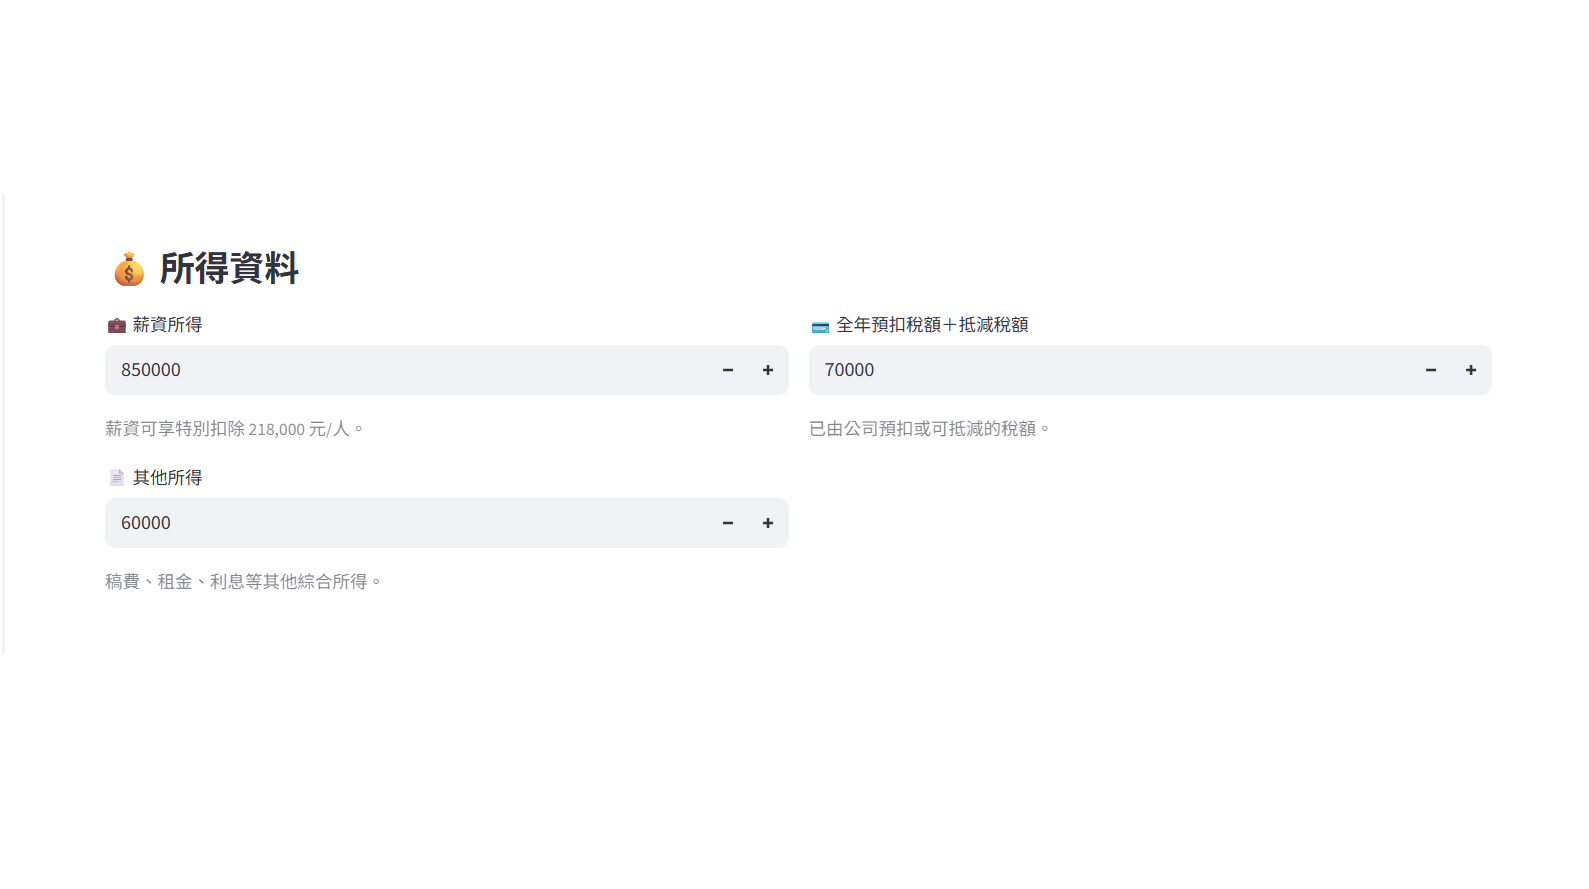 💰 所得資料
💼 薪資所得
850000
薪資可享特別扣除 218,000 元/人。
💳 全年預扣稅額＋抵減稅額
70000
已由公司預扣或可抵減的稅額。
📄 其他所得
60000
稿費、租金、利息等其他綜合所得。